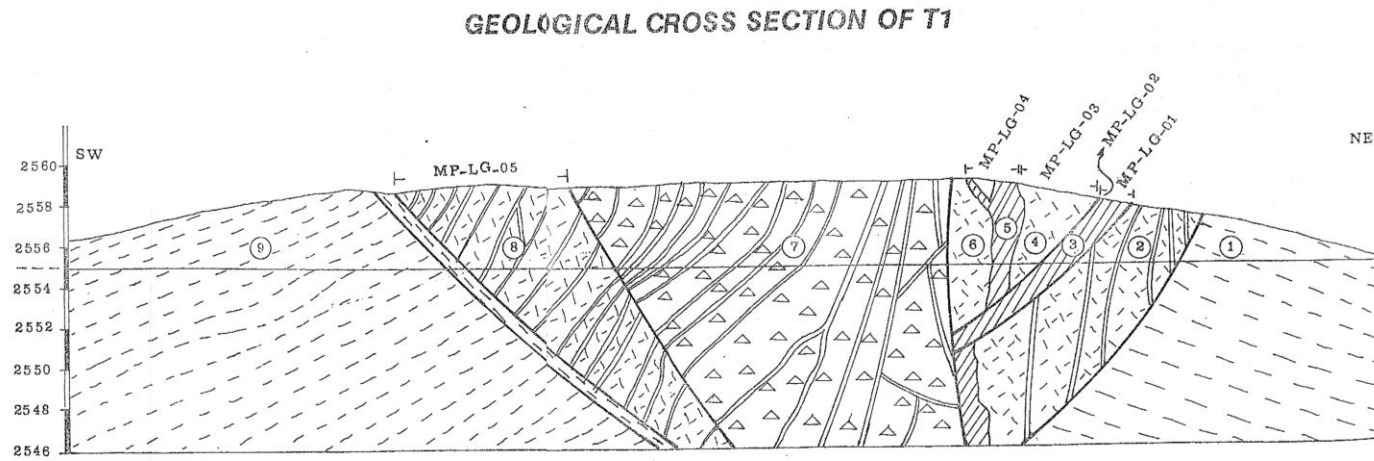 GEOLOGICAL CROSS SECTION OF T1
MP-LG-04
MP-LG-03
MP-LG-02
MP-LG-01
SW
NE
MP-LG-05
2560
2558
2556
2554
2552
2550
2548
2546
9
8
7
6
5
4
3
2
1